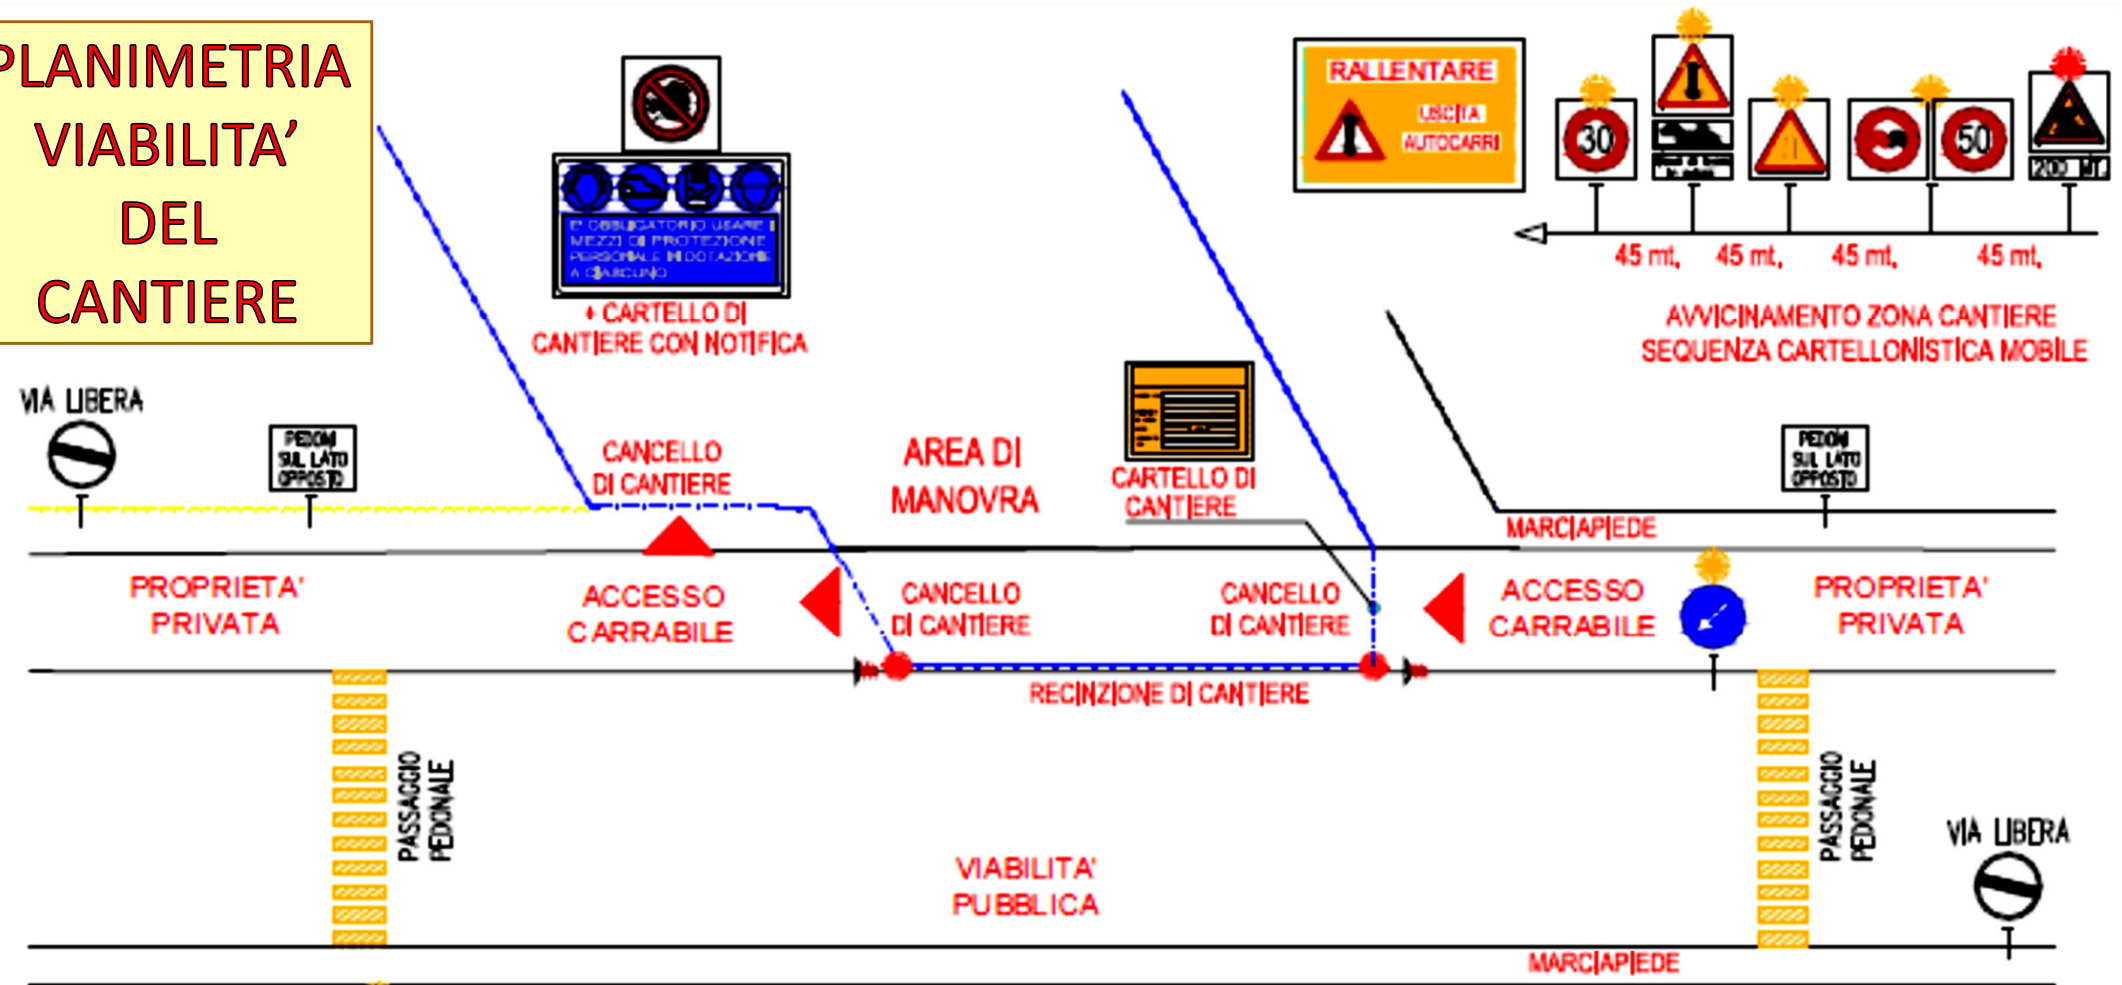 PLANIMETRIA
VIABILITA'
DEL
CANTIERE
E' OBBLIGATORIO USARE I
MEZZI DI PROTEZIONE
PERSONALE IN DOTAZIONE
A CIASCUNO
+ CARTELLO DI
CANTIERE CON NOTIFICA
RALLENTARE
USCITA
AUTOCARRI
30
50
200 MT.
45 mt. 45 mt. 45 mt. 45 mt.
AVVICINAMENTO ZONA CANTIERE
SEQUENZA CARTELLONISTICA MOBILE
VIA LIBERA
PEDONI
SUL LATO
OPPOSTO
CANCELLO
DI CANTIERE
AREA DI
MANOVRA
CARTELLO DI
CANTIERE
PEDONI
SUL LATO
OPPOSTO
MARCIAPIEDE
PROPRIETA'
PRIVATA
ACCESSO
CARRABILE
CANCELLO
DI CANTIERE
CANCELLO
DI CANTIERE
ACCESSO
CARRABILE
PROPRIETA'
PRIVATA
RECINZIONE DI CANTIERE
PASSAGGIO
PEDONALE
PASSAGGIO
PEDONALE
VIABILITA'
PUBBLICA
VIA LIBERA
MARCIAPIEDE